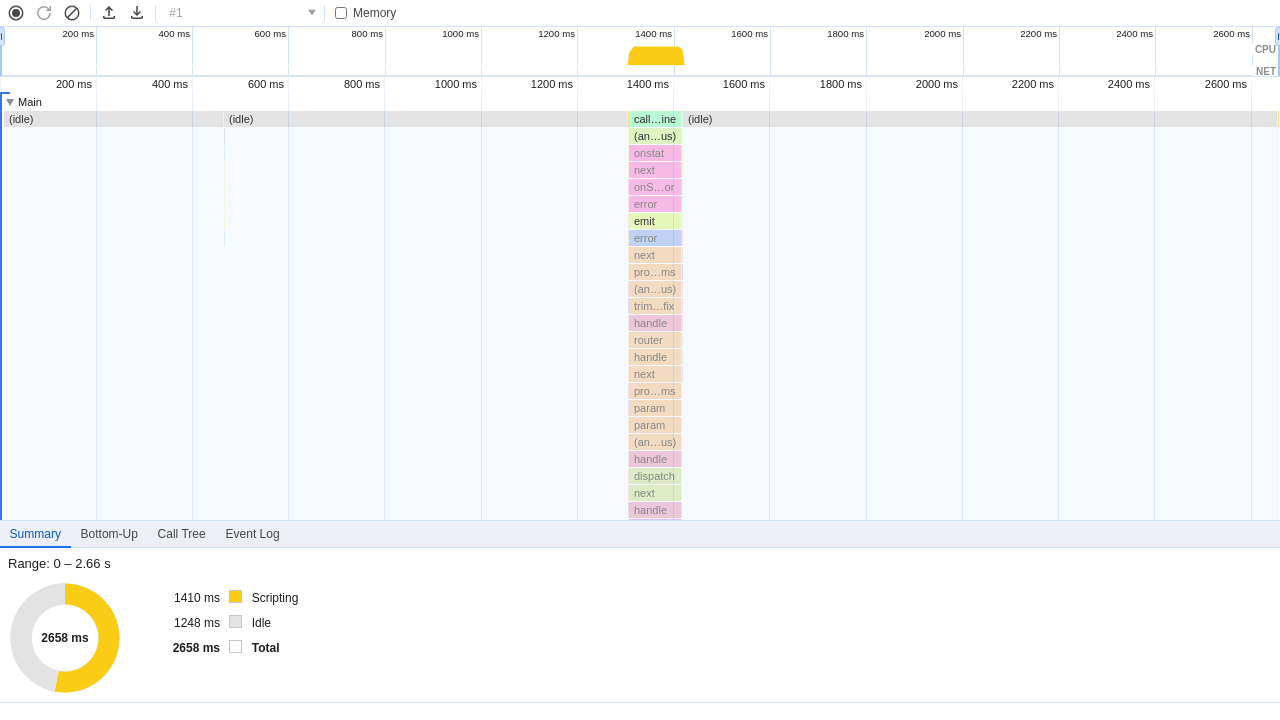 #1 Memory
200 ms 400 ms 600 ms 800 ms 1000 ms 1200 ms 1400 ms 1600 ms 1800 ms 2000 ms 2200 ms 2400 ms 2600 ms
CPU
NET
200 ms 400 ms 600 ms 800 ms 1000 ms 1200 ms 1400 ms 1600 ms 1800 ms 2000 ms 2200 ms 2400 ms 2600 ms
Main
(idle) (idle) call…ine (idle)
(an…us)
onstat
next
onS…or
error
emit
error
next
pro…ms
(an…us)
trim…fix
handle
router
handle
next
pro…ms
param
param
(an…us)
handle
dispatch
next
handle
Summary Bottom-Up Call Tree Event Log
Range: 0 – 2.66 s
2658 ms
1410 ms Scripting
1248 ms Idle
2658 ms Total